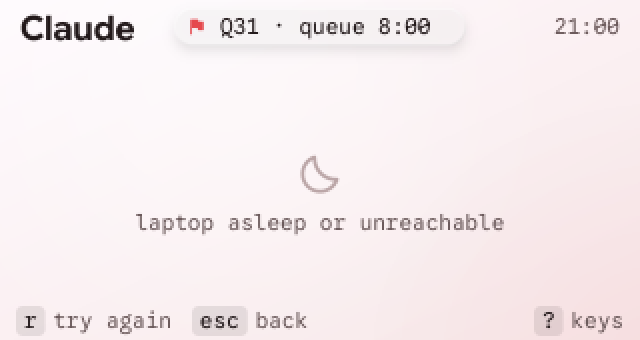 Claude Q31 · queue 8:00 21:00
laptop asleep or unreachable
r try again esc back ? keys